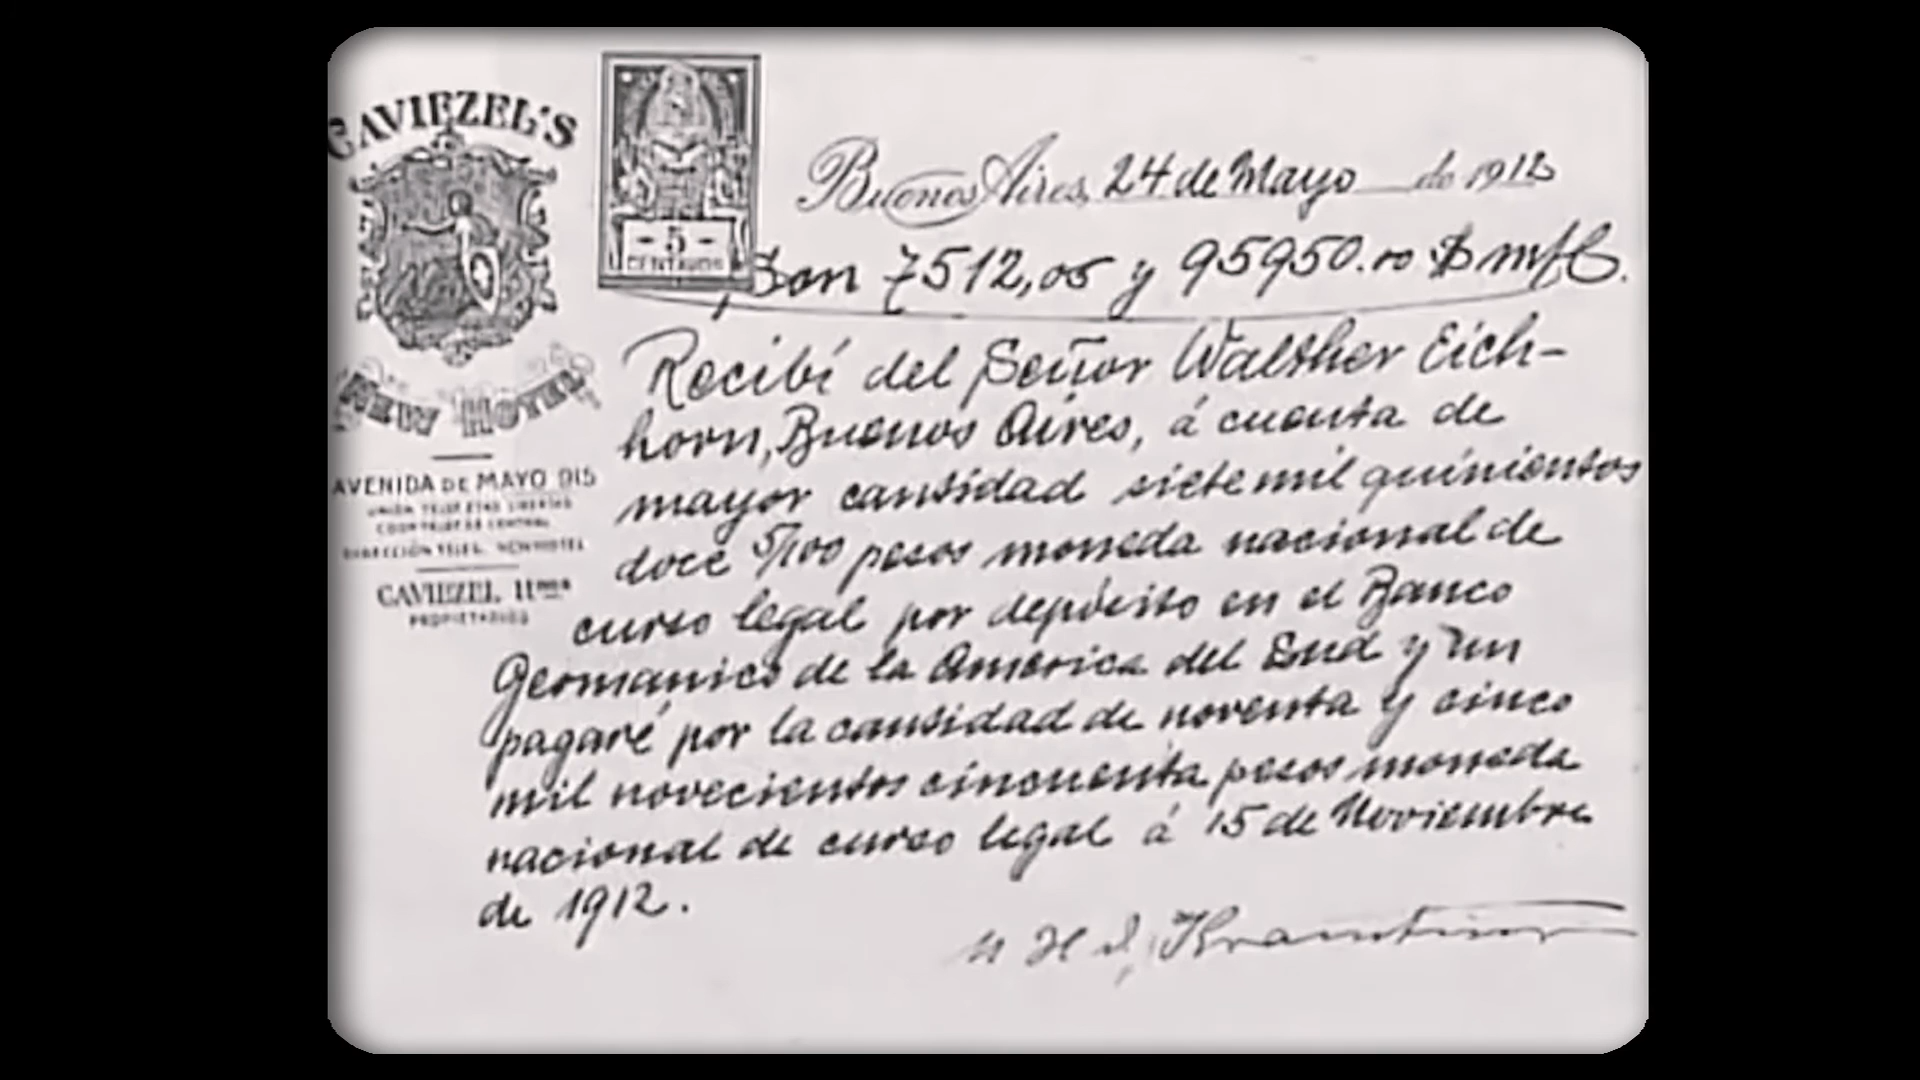 CAVIEZEL'S
NEW HOTEL
AVENIDA DE MAYO 915
CAVIEZEL HNOS
PROPIETARIOS
- 5 -
CENTAVOS
Buenos Aires, 24 de Mayo de 1912
Son 7512,05 y 95950.00 $ m/l.
Recibí del Señor Walther Eich-
horn, Buenos Aires, á cuenta de
mayor cantidad siete mil quinientos
doce 5/100 pesos moneda nacional de
curso legal por depósito en el Banco
Germanico de la America del Sud y un
pagaré por la cantidad de noventa y cinco
mil novecientos cincuenta pesos moneda
nacional de curso legal á 15 de Noviembre
de 1912.